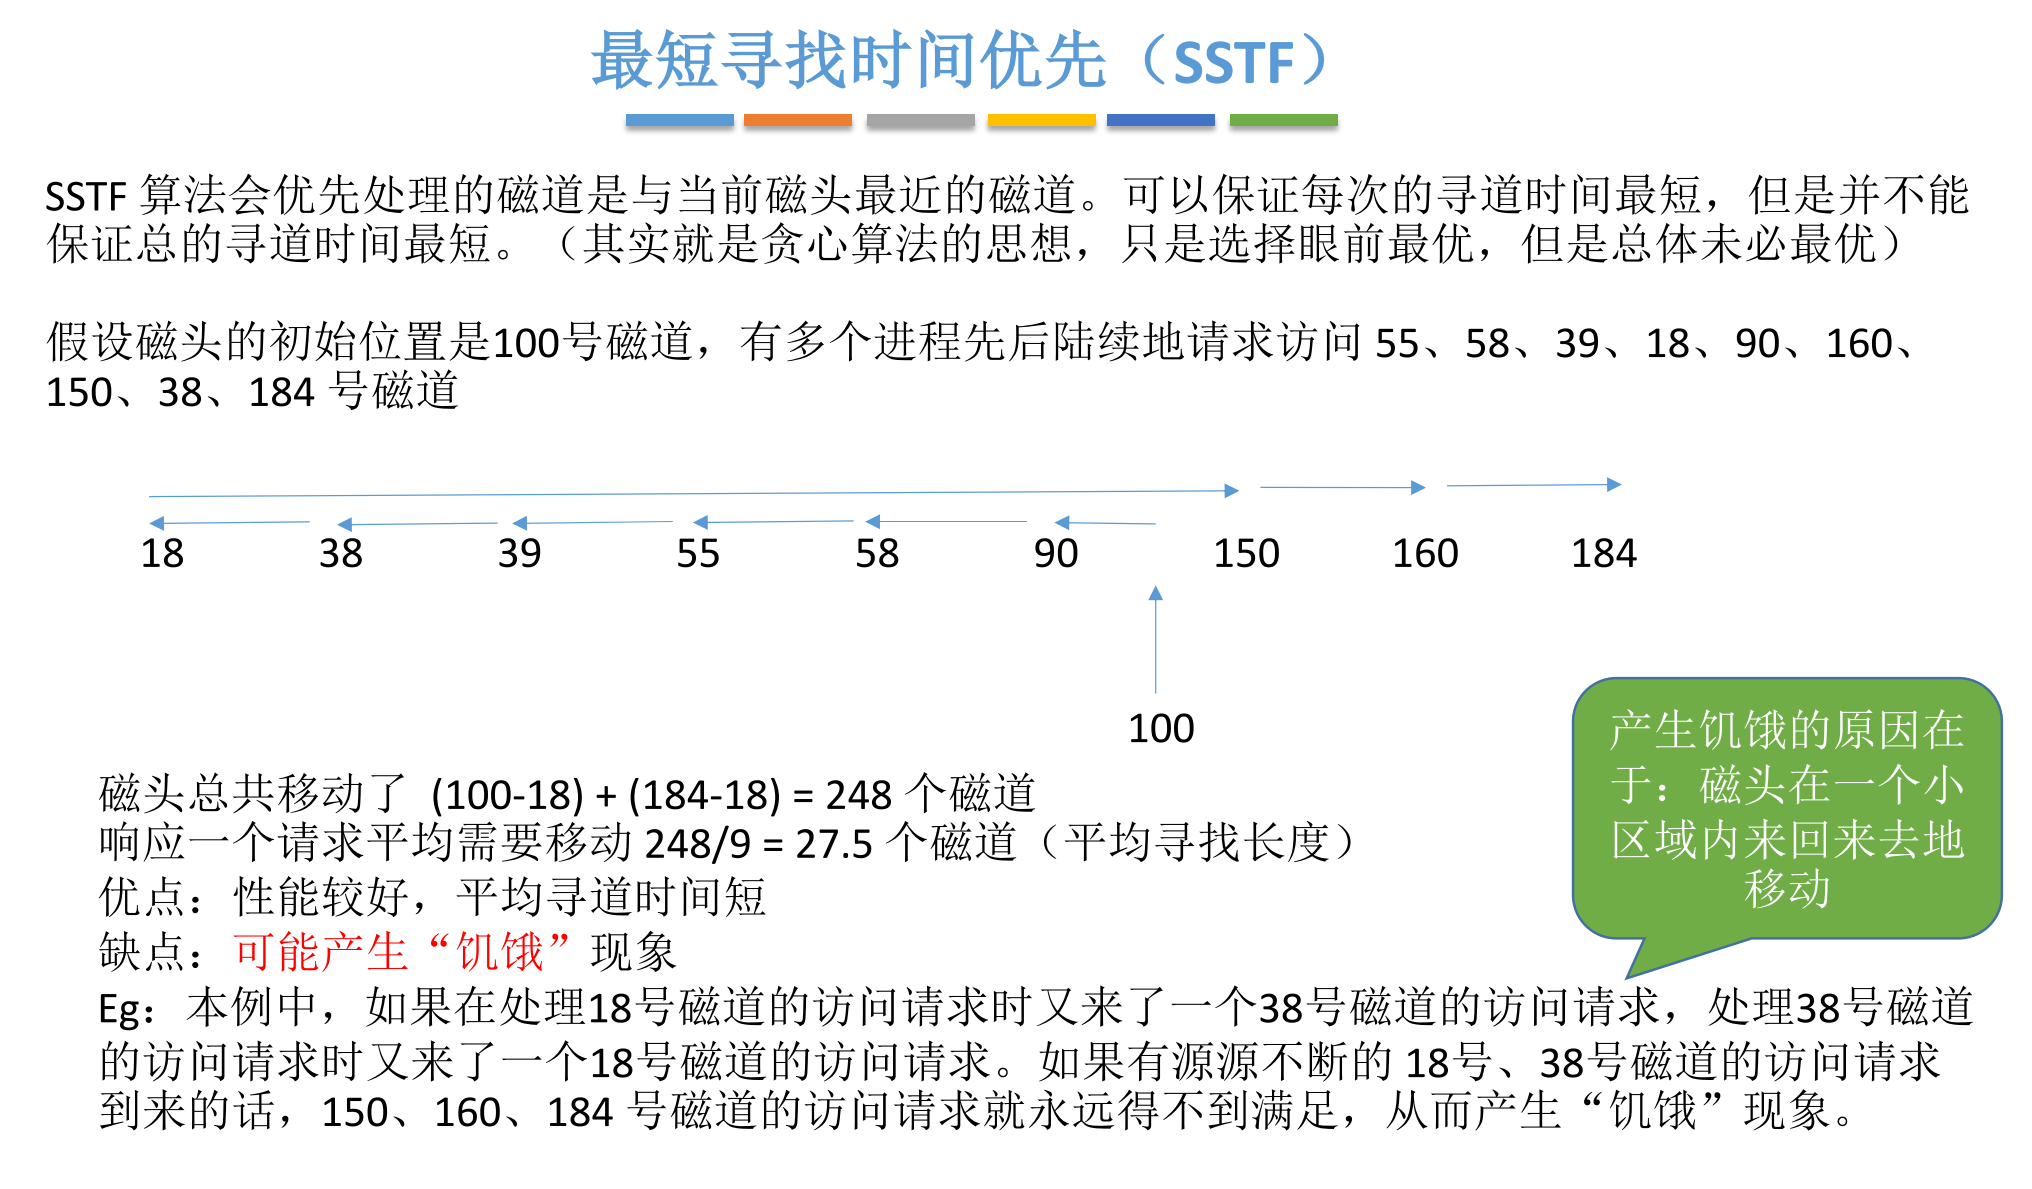 最短寻找时间优先（SSTF）
SSTF 算法会优先处理的磁道是与当前磁头最近的磁道。可以保证每次的寻道时间最短，但是并不能
保证总的寻道时间最短。（其实就是贪心算法的思想，只是选择眼前最优，但是总体未必最优）
假设磁头的初始位置是100号磁道，有多个进程先后陆续地请求访问 55、58、39、18、90、160、
150、38、184 号磁道
18 38 39 55 58 90 150 160 184
100
产生饥饿的原因在
于：磁头在一个小
区域内来回来去地
移动
磁头总共移动了 (100-18) + (184-18) = 248 个磁道
响应一个请求平均需要移动 248/9 = 27.5 个磁道（平均寻找长度）
优点：性能较好，平均寻道时间短
缺点：可能产生“饥饿”现象
Eg：本例中，如果在处理18号磁道的访问请求时又来了一个38号磁道的访问请求，处理38号磁道
的访问请求时又来了一个18号磁道的访问请求。如果有源源不断的 18号、38号磁道的访问请求
到来的话，150、160、184 号磁道的访问请求就永远得不到满足，从而产生“饥饿”现象。